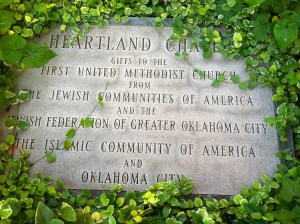 HEARTLAND CHA
GIFTS TO THE
FIRST UNITED METHODIST CHURCH
FROM
THE JEWISH COMMUNITIES OF AMERICA
AND THE
JEWISH FEDERATION OF GREATER OKLAHOMA CITY
THE ISLAMIC COMMUNITY OF AMERICA
AND
OKLAHOMA CITY